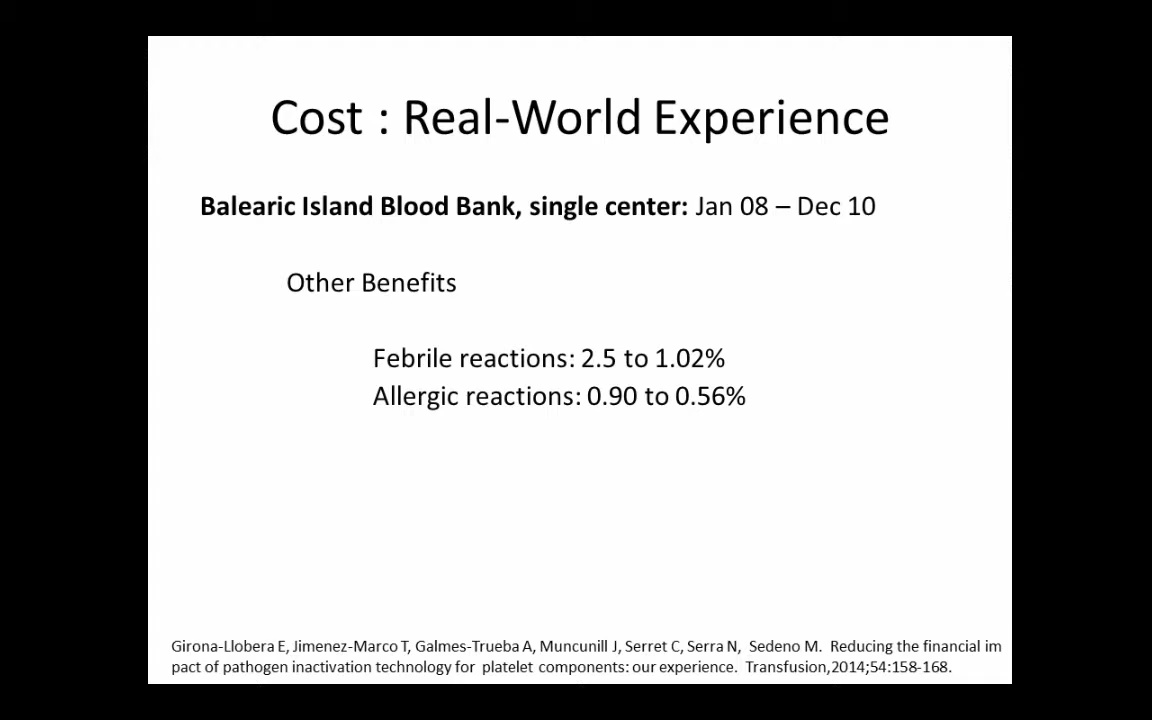 Cost : Real-World Experience
Balearic Island Blood Bank, single center: Jan 08 – Dec 10
Other Benefits
Febrile reactions: 2.5 to 1.02%
Allergic reactions: 0.90 to 0.56%
Girona-Llobera E, Jimenez-Marco T, Galmes-Trueba A, Muncunill J, Serret C, Serra N, Sedeno M. Reducing the financial im
pact of pathogen inactivation technology for platelet components: our experience. Transfusion,2014;54:158-168.